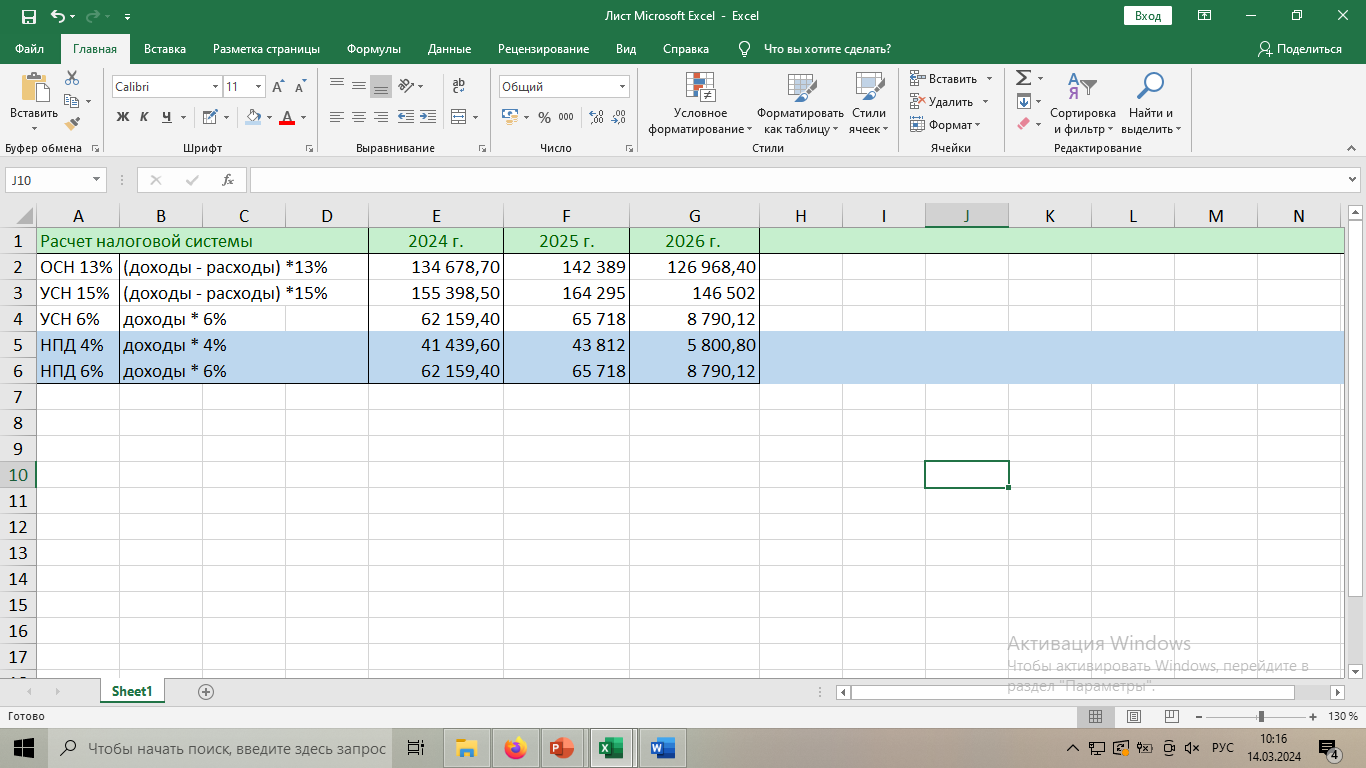 Лист Microsoft Excel - Excel
Вход
Файл Главная Вставка Разметка страницы Формулы Данные Рецензирование Вид Справка Что вы хотите сделать? Поделиться
Вставить
Calibri 11
Ж К Ч
Общий
% 000
Условное форматирование
Форматировать как таблицу
Стили ячеек
Вставить
Удалить
Формат
Сортировка и фильтр
Найти и выделить
Буфер обмена Шрифт Выравнивание Число Стили Ячейки Редактирование
J10 fx
A B C D E F G H I J K L M N
1 Расчет налоговой системы 2024 г. 2025 г. 2026 г.
2 ОСН 13% (доходы - расходы) *13% 134 678,70 142 389 126 968,40
3 УСН 15% (доходы - расходы) *15% 155 398,50 164 295 146 502
4 УСН 6% доходы * 6% 62 159,40 65 718 8 790,12
5 НПД 4% доходы * 4% 41 439,60 43 812 5 800,80
6 НПД 6% доходы * 6% 62 159,40 65 718 8 790,12
7
8
9
10
11
12
13
14
15
16
17
Активация Windows
Чтобы активировать Windows, перейдите в
раздел "Параметры".
Sheet1
Готово 130 %
Чтобы начать поиск, введите здесь запрос
РУС
10:16
14.03.2024
4